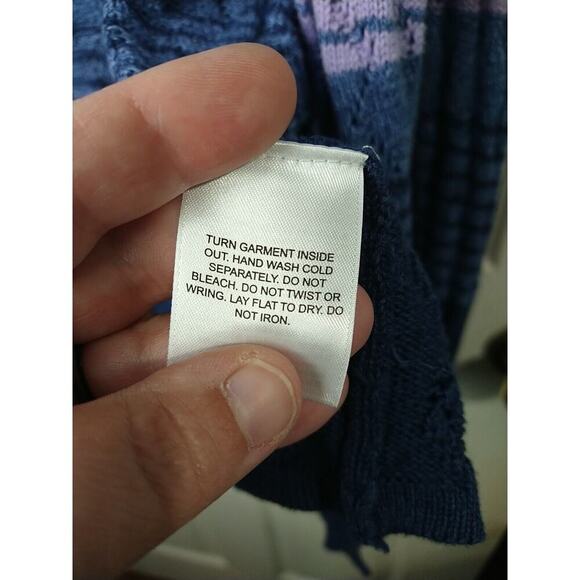 TURN GARMENT INSIDE
OUT. HAND WASH COLD
SEPARATELY. DO NOT
BLEACH. DO NOT TWIST OR
WRING. LAY FLAT TO DRY. DO
NOT IRON.